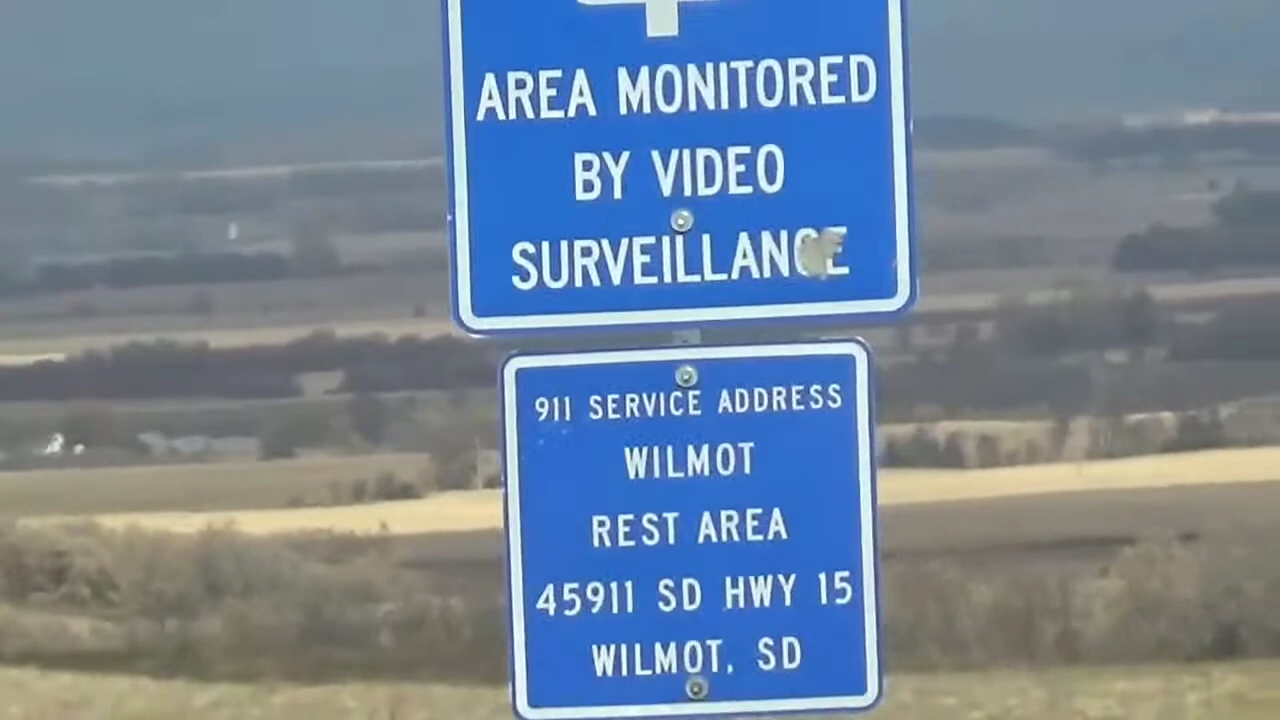 AREA MONITORED
BY VIDEO
SURVEILLANCE
911 SERVICE ADDRESS
WILMOT
REST AREA
45911 SD HWY 15
WILMOT, SD